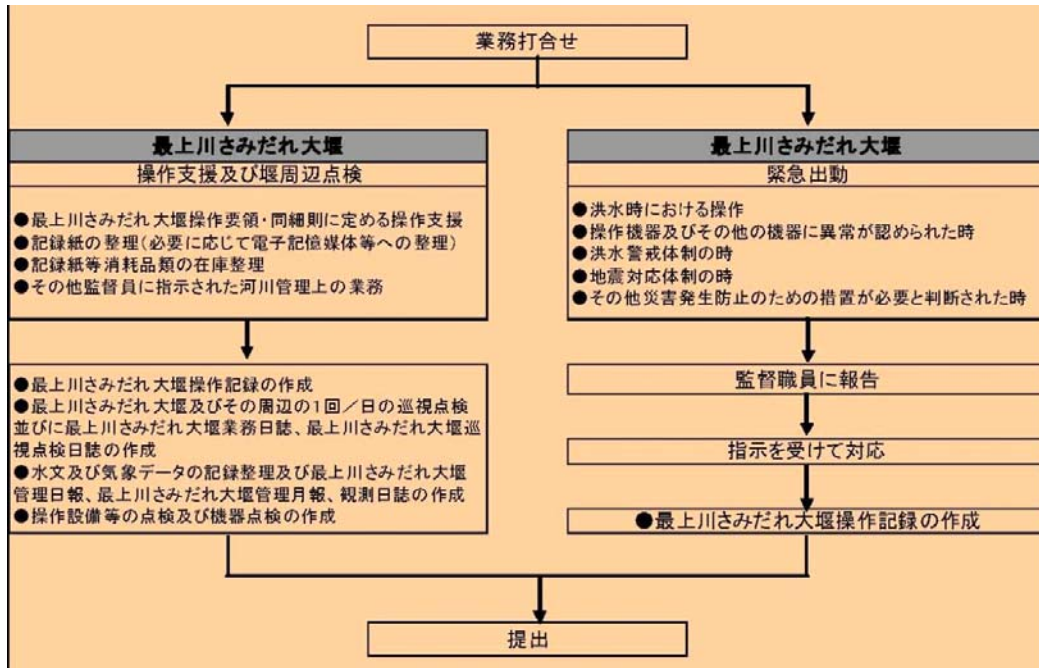 業務打合せ
最上川さみだれ大堰
操作支援及び堰周辺点検
●最上川さみだれ大堰操作要領・同細則に定める操作支援
●記録紙の整理(必要に応じて電子記憶媒体等への整理)
●記録紙等消耗品類の在庫整理
●その他監督員に指示された河川管理上の業務
●最上川さみだれ大堰操作記録の作成
●最上川さみだれ大堰及びその周辺の1回/日の巡視点検
並びに最上川さみだれ大堰業務日誌、最上川さみだれ大堰巡
視点検日誌の作成
●水文及び気象データの記録整理及び最上川さみだれ大堰
管理日報、最上川さみだれ大堰管理月報、観測日誌の作成
●操作設備等の点検及び機器点検の作成
最上川さみだれ大堰
緊急出動
●洪水時における操作
●操作機器及びその他の機器に異常が認められた時
●洪水警戒体制の時
●地震対応体制の時
●その他災害発生防止のための措置が必要と判断された時
監督職員に報告
指示を受けて対応
●最上川さみだれ大堰操作記録の作成
提出